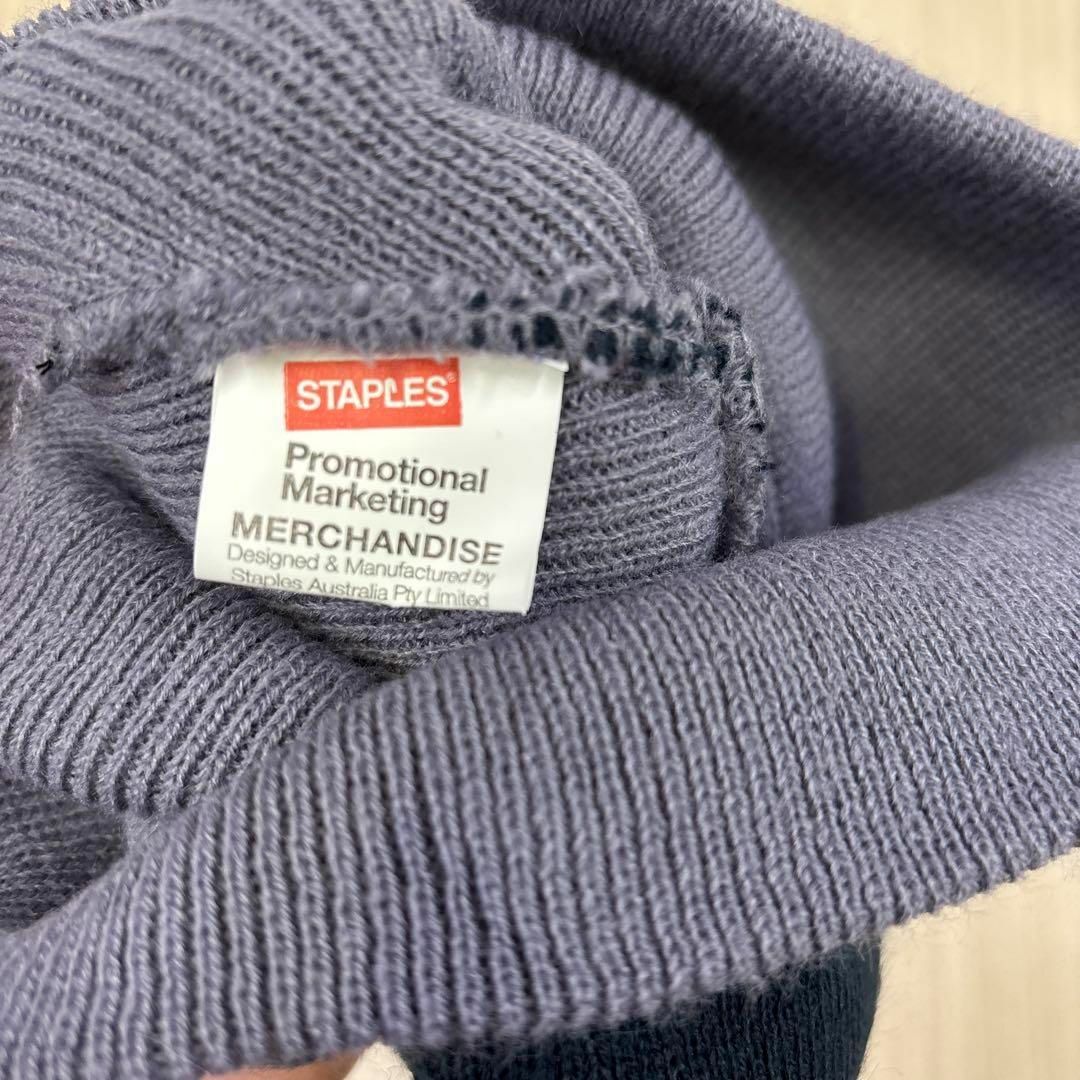 STAPLES®
Promotional
Marketing
MERCHANDISE
Designed & Manufactured by
Staples Australia Pty Limited